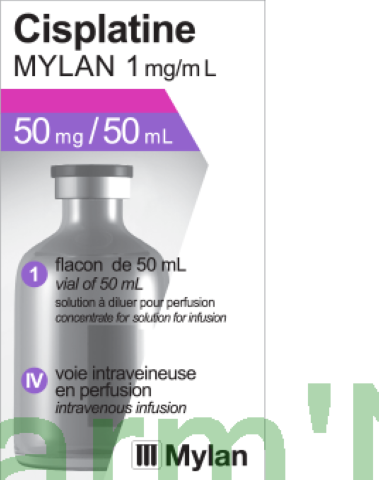 Cisplatine
MYLAN 1 mg/mL
50 mg / 50 mL
1
flacon de 50 mL
vial of 50 mL
solution à diluer pour perfusion
concentrate for solution for infusion
IV
voie intraveineuse
en perfusion
intravenous infusion
arm'
Mylan